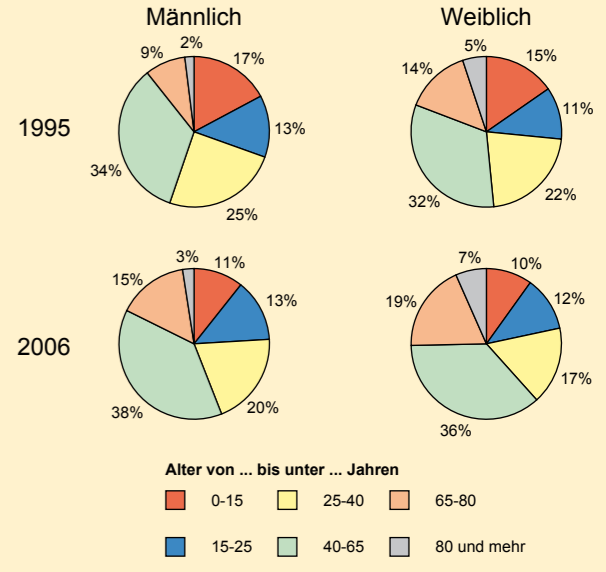 Männlich Weiblich
1995
2% 17% 13% 25% 34% 9%
5% 15% 11% 22% 32% 14%
2006
3% 11% 13% 20% 38% 15%
7% 10% 12% 17% 36% 19%
Alter von ... bis unter ... Jahren
0-15 25-40 65-80
15-25 40-65 80 und mehr